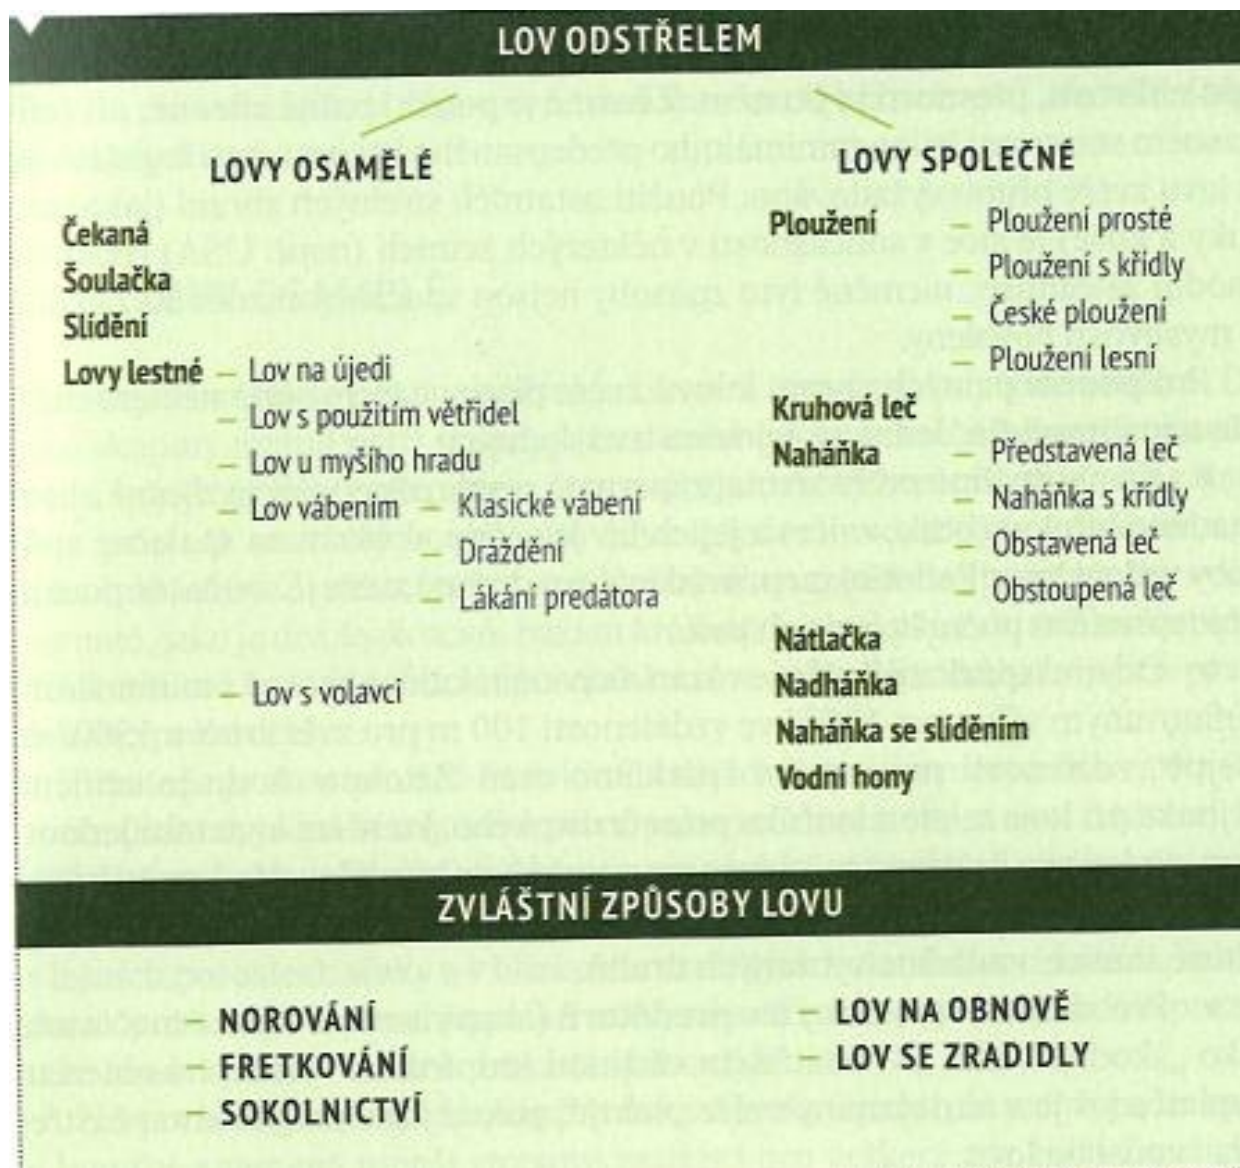 LOV ODSTŘELEM
LOVY OSAMĚLÉ
Čekaná
Šoulačka
Slídění
Lovy lestné – Lov na újedi
– Lov s použitím větřidel
– Lov u myšího hradu
– Lov vábením – Klasické vábení
– Dráždění
– Lákání predátora
– Lov s volavci
LOVY SPOLEČNÉ
Ploužení – Ploužení prosté
– Ploužení s křídly
– České ploužení
– Ploužení lesní
Kruhová leč
Naháňka – Představená leč
– Naháňka s křídly
– Obstavená leč
– Obstoupená leč
Nátlačka
Nadháňka
Naháňka se slíděním
Vodní hony
ZVLÁŠTNÍ ZPŮSOBY LOVU
– NOROVÁNÍ
– FRETKOVÁNÍ
– SOKOLNICTVÍ
– LOV NA OBNOVĚ
– LOV SE ZRADIDLY